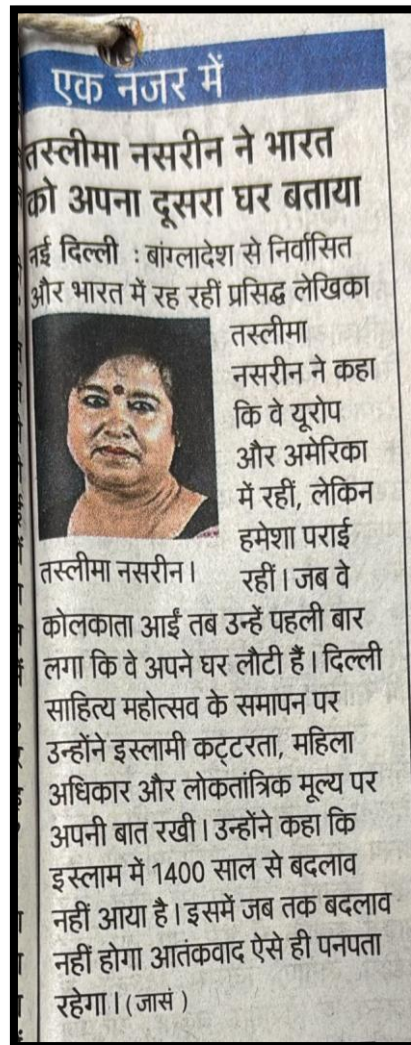 एक नजर में
तस्लीमा नसरीन ने भारत
को अपना दूसरा घर बताया
नई दिल्ली : बांग्लादेश से निर्वासित
और भारत में रह रहीं प्रसिद्ध लेखिका
तस्लीमा
नसरीन ने कहा
कि वे यूरोप
और अमेरिका
में रहीं, लेकिन
हमेशा पराई
रहीं। जब वे
तस्लीमा नसरीन।
कोलकाता आईं तब उन्हें पहली बार
लगा कि वे अपने घर लौटी हैं। दिल्ली
साहित्य महोत्सव के समापन पर
उन्होंने इस्लामी कट्टरता, महिला
अधिकार और लोकतांत्रिक मूल्य पर
अपनी बात रखी। उन्होंने कहा कि
इस्लाम में 1400 साल से बदलाव
नहीं आया है। इसमें जब तक बदलाव
नहीं होगा आतंकवाद ऐसे ही पनपता
रहेगा। (जासं)